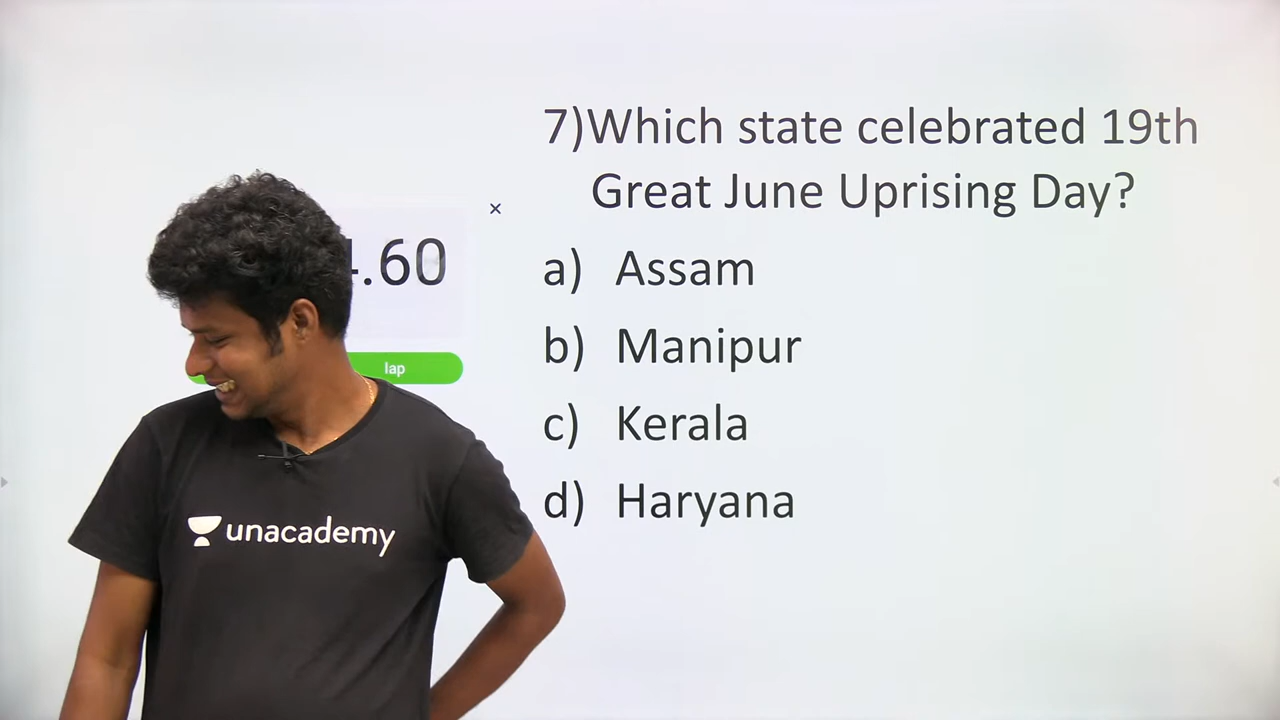 7)Which state celebrated 19th
Great June Uprising Day?
.60
lap
a) Assam
b) Manipur
c) Kerala
d) Haryana
unacademy